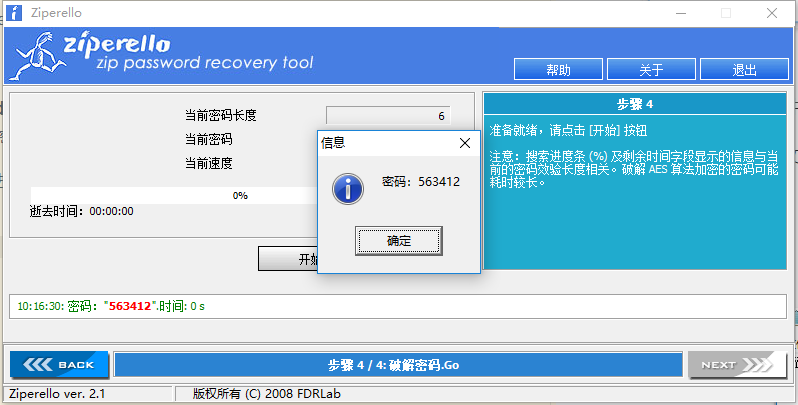 Ziperello
ziperello
zip password recovery tool
帮助
关于
退出
当前密码长度
6
当前密码
当前速度
0%
逝去时间：00:00:00
开始
信息
密码：563412
确定
步骤 4
准备就绪，请点击 [开始] 按钮
注意：搜索进度条 (%) 及剩余时间字段显示的信息与当
前的密码效验长度相关。破解 AES 算法加密的密码可能
耗时较长。
10:16:30: 密码："563412".时间: 0 s
BACK
步骤 4 / 4: 破解密码.Go
NEXT
Ziperello ver. 2.1
版权所有 (C) 2008 FDRLab